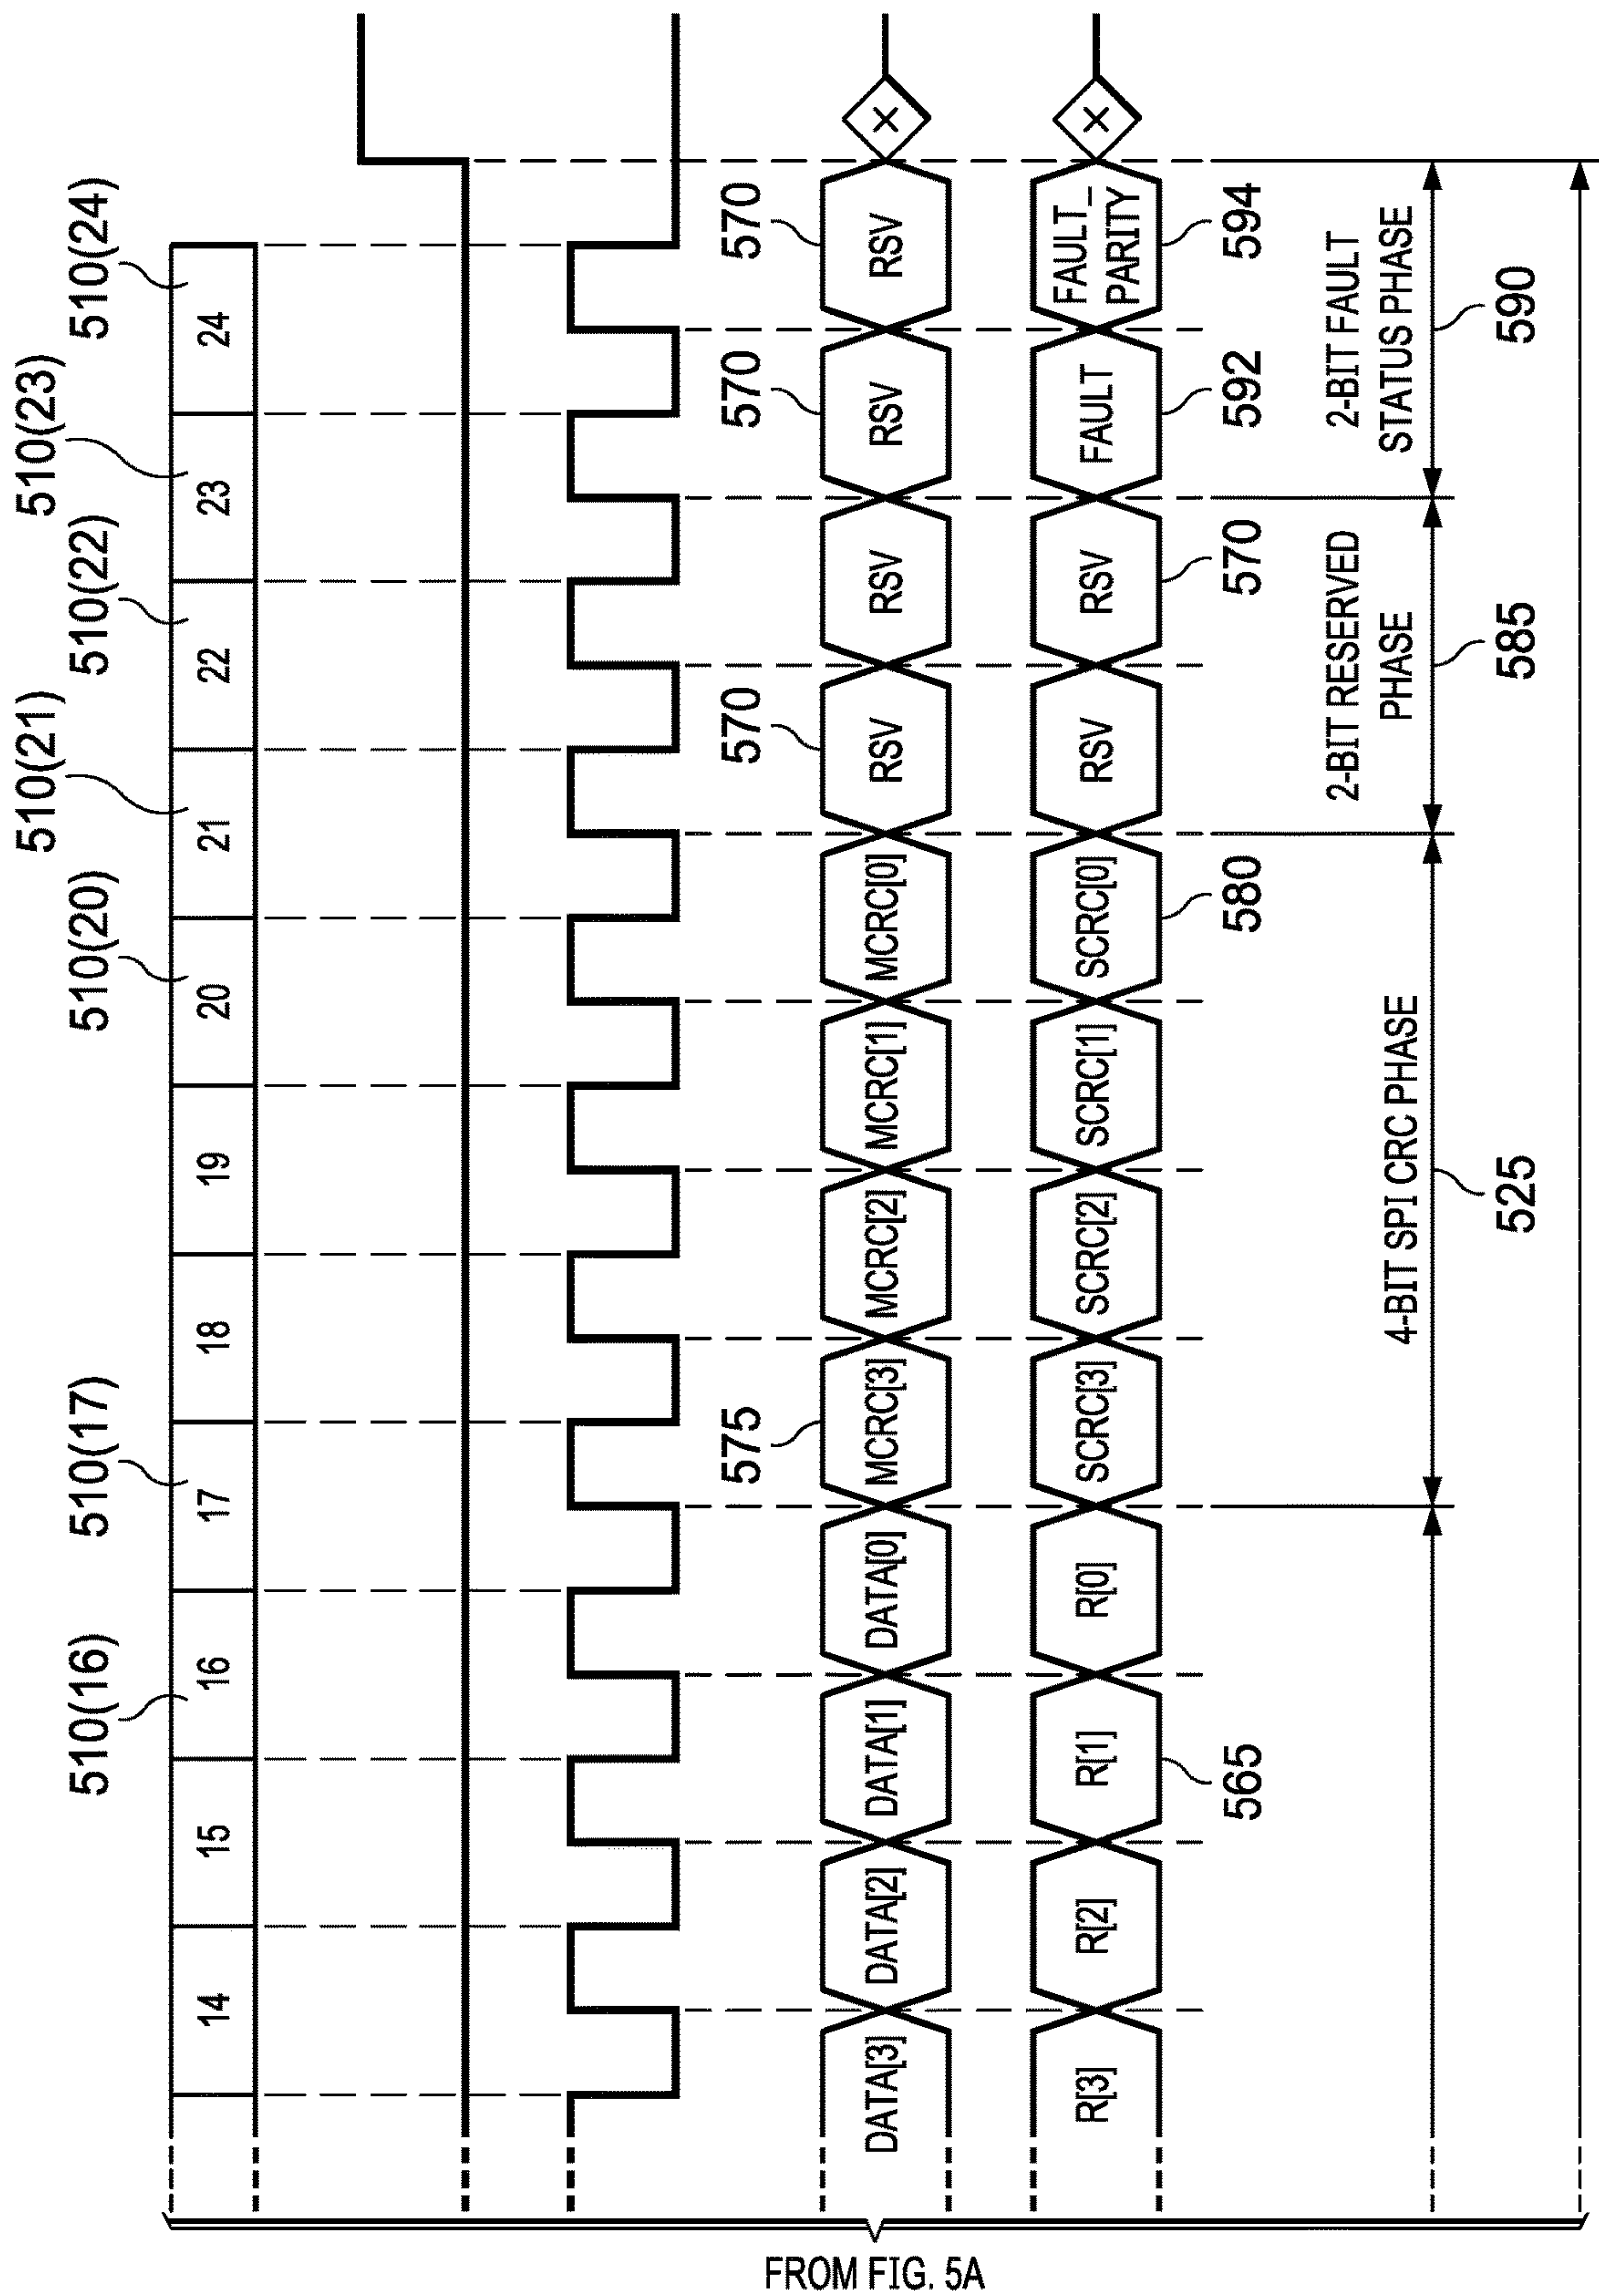 510(16)
510(17)
510(20)
510(21)
510(22)
510(23)
510(24)
14
15
16
17
18
19
20
21
22
23
24
575
570
570
570
DATA[3]
DATA[2]
DATA[1]
DATA[0]
MCRC[3]
MCRC[2]
MCRC[1]
MCRC[0]
RSV
RSV
RSV
RSV
X
R[3]
R[2]
R[1]
R[0]
SCRC[3]
SCRC[2]
SCRC[1]
SCRC[0]
RSV
RSV
FAULT
FAULT_
PARITY
X
565
580
570
592
594
4-BIT SPI CRC PHASE
2-BIT RESERVED
PHASE
2-BIT FAULT
STATUS PHASE
525
585
590
FROM FIG. 5A